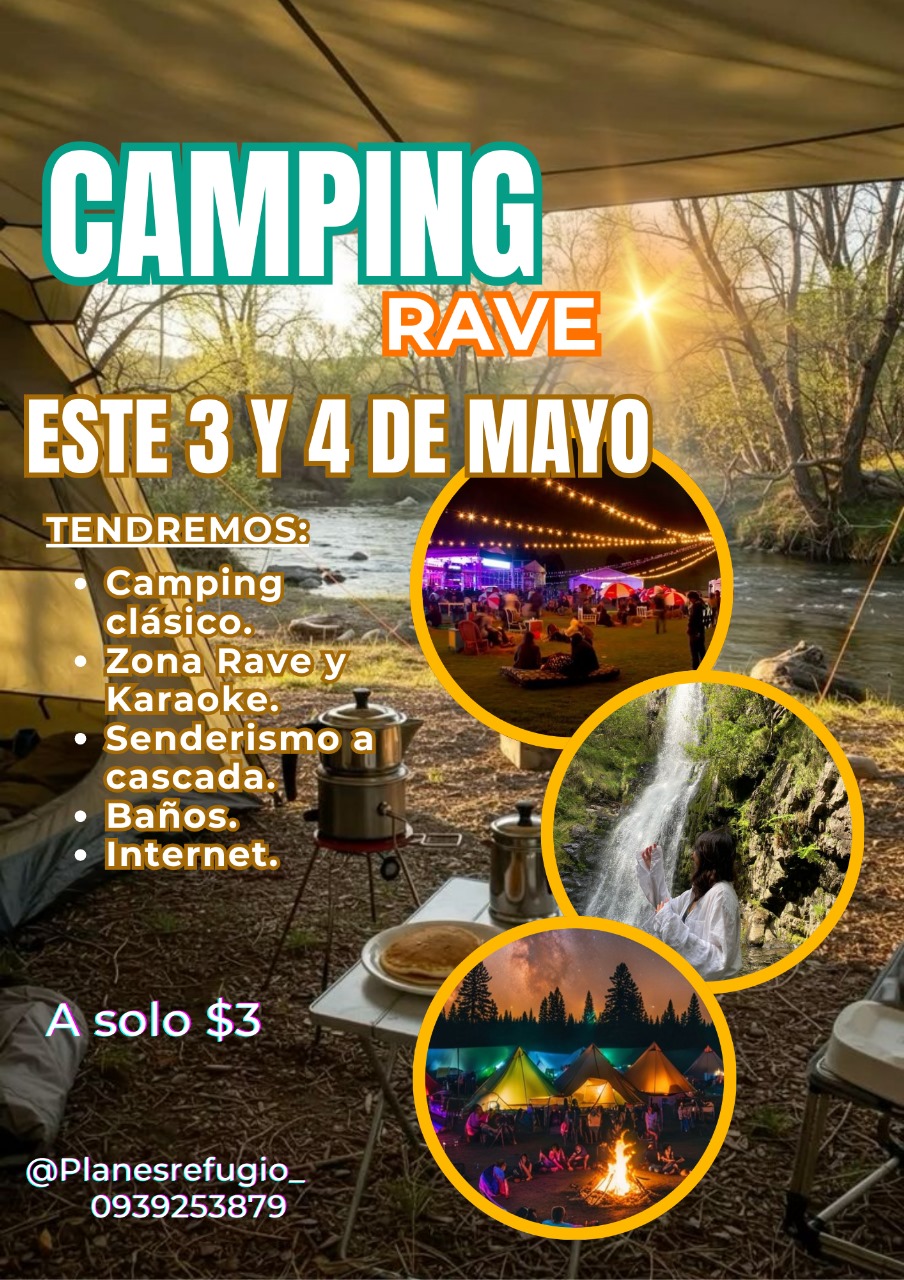 CAMPING
RAVE
ESTE 3 Y 4 DE MAYO
TENDREMOS:
• Camping
clásico.
• Zona Rave y
Karaoke.
• Senderismo a
cascada.
• Baños.
• Internet.
A solo $3
@Planesrefugio_
0939253879